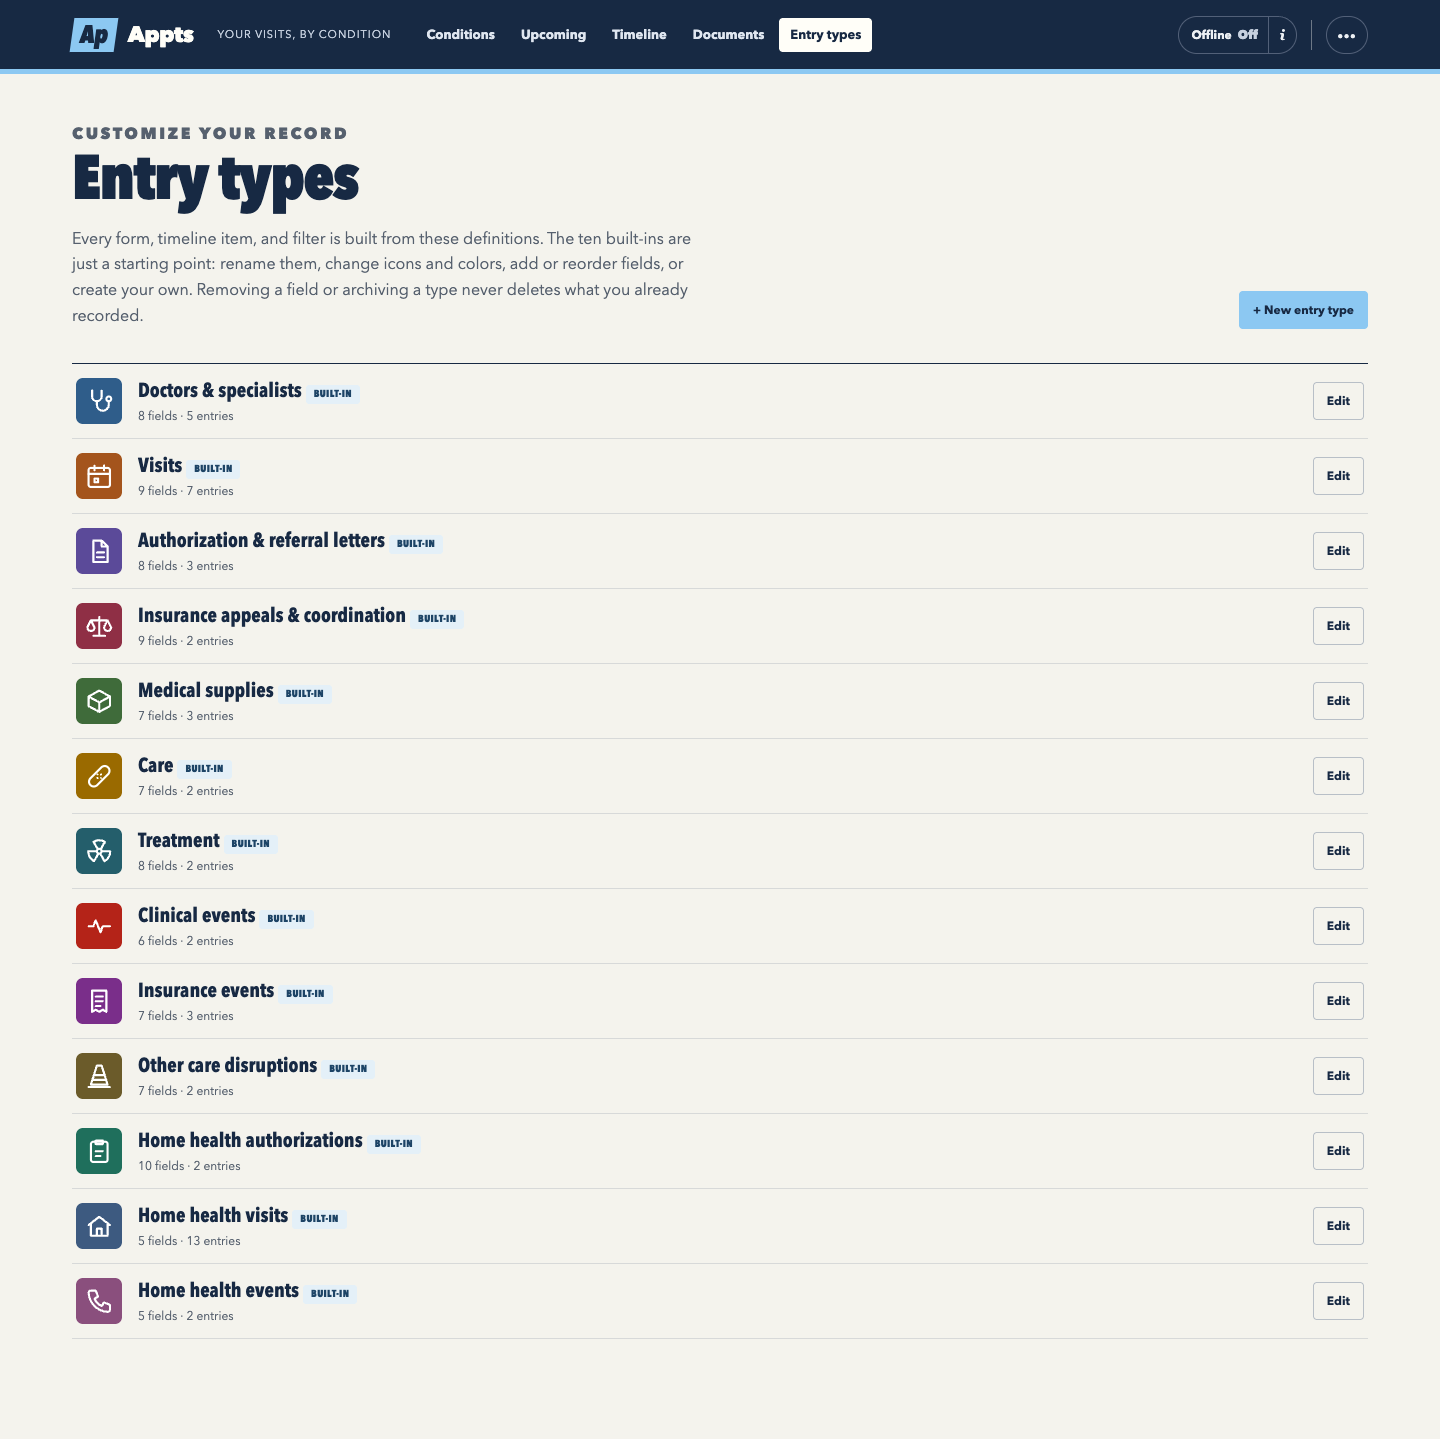 Ap Appts YOUR VISITS, BY CONDITION Conditions Upcoming Timeline Documents Entry types Offline Off i
CUSTOMIZE YOUR RECORD
Entry types
Every form, timeline item, and filter is built from these definitions. The ten built-ins are
just a starting point: rename them, change icons and colors, add or reorder fields, or
create your own. Removing a field or archiving a type never deletes what you already
recorded.
+ New entry type
Doctors & specialists BUILT-IN
8 fields · 5 entries
Edit
Visits BUILT-IN
9 fields · 7 entries
Edit
Authorization & referral letters BUILT-IN
8 fields · 3 entries
Edit
Insurance appeals & coordination BUILT-IN
9 fields · 2 entries
Edit
Medical supplies BUILT-IN
7 fields · 3 entries
Edit
Care BUILT-IN
7 fields · 2 entries
Edit
Treatment BUILT-IN
8 fields · 2 entries
Edit
Clinical events BUILT-IN
6 fields · 2 entries
Edit
Insurance events BUILT-IN
7 fields · 3 entries
Edit
Other care disruptions BUILT-IN
7 fields · 2 entries
Edit
Home health authorizations BUILT-IN
10 fields · 2 entries
Edit
Home health visits BUILT-IN
5 fields · 13 entries
Edit
Home health events BUILT-IN
5 fields · 2 entries
Edit